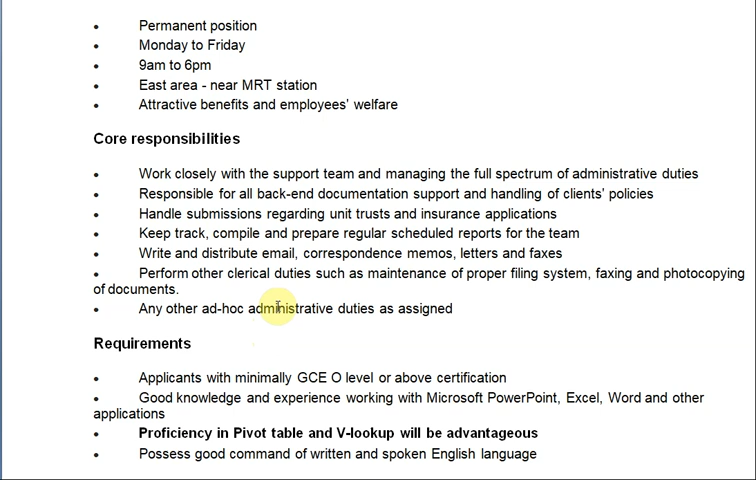 • Permanent position
• Monday to Friday
• 9am to 6pm
• East area - near MRT station
• Attractive benefits and employees' welfare
Core responsibilities
• Work closely with the support team and managing the full spectrum of administrative duties
• Responsible for all back-end documentation support and handling of clients' policies
• Handle submissions regarding unit trusts and insurance applications
• Keep track, compile and prepare regular scheduled reports for the team
• Write and distribute email, correspondence memos, letters and faxes
• Perform other clerical duties such as maintenance of proper filing system, faxing and photocopying
of documents.
• Any other ad-hoc administrative duties as assigned
Requirements
• Applicants with minimally GCE O level or above certification
• Good knowledge and experience working with Microsoft PowerPoint, Excel, Word and other
applications
• Proficiency in Pivot table and V-lookup will be advantageous
• Possess good command of written and spoken English language